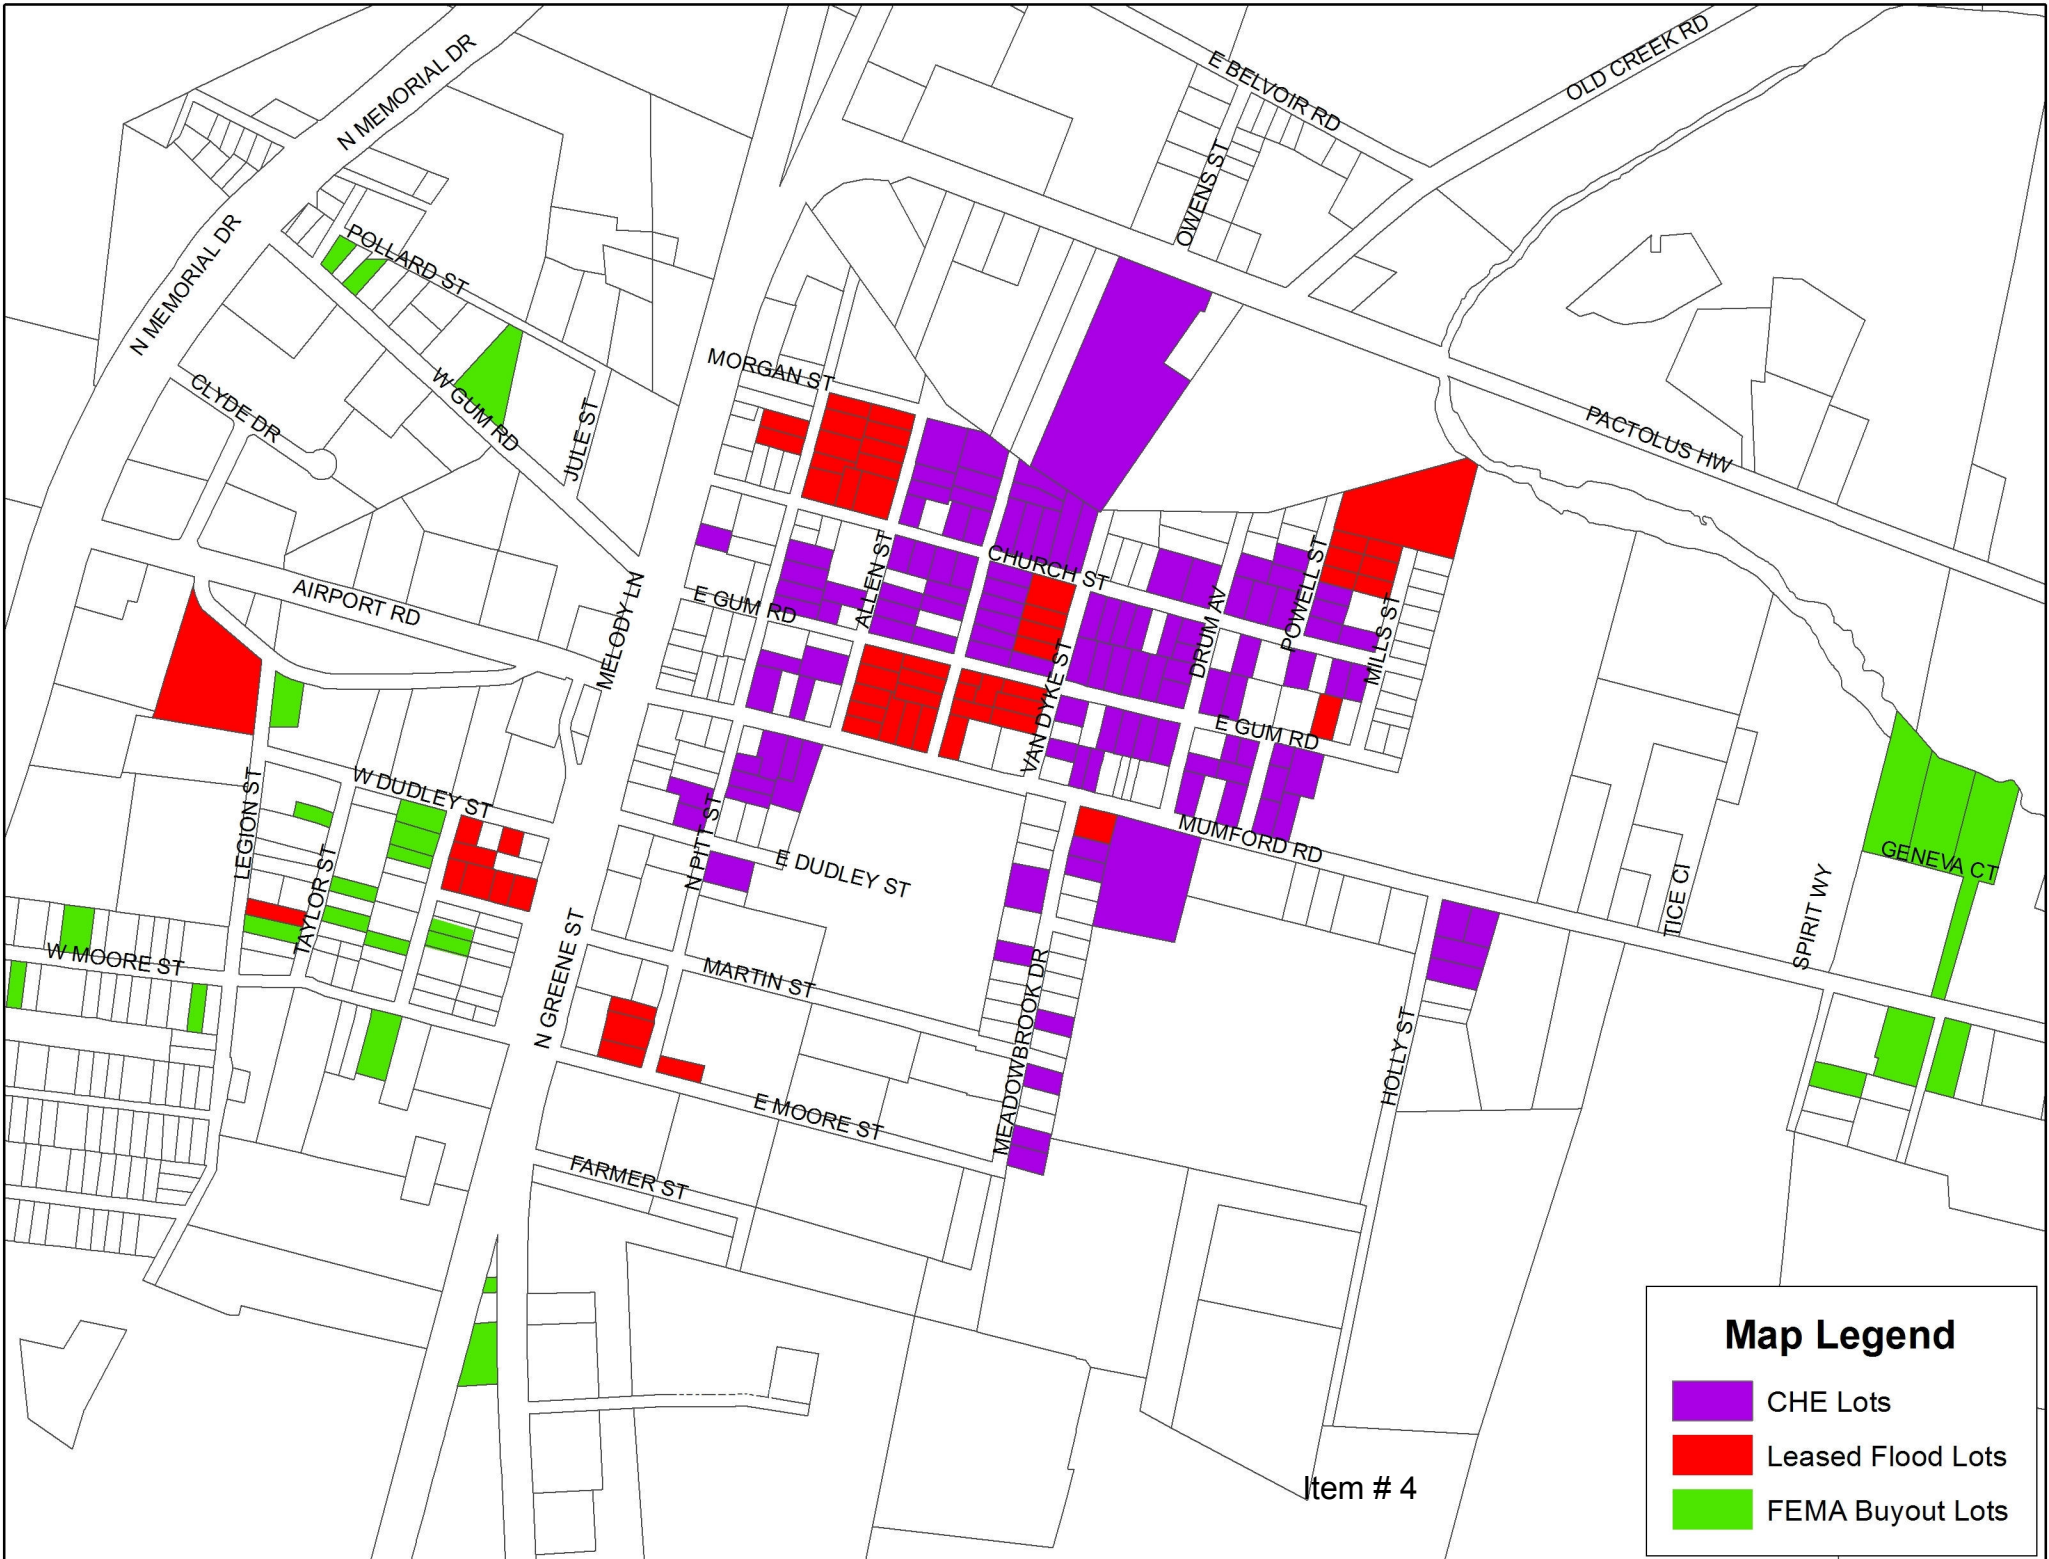 N MEMORIAL DR
E BELVOIR RD
OLD CREEK RD
OWENS ST
N MEMORIAL DR
POLLARD ST
MORGAN ST
CLYDE DR
W GUM RD
JULE ST
PACTOLUS HW
AIRPORT RD
MELODY LN
E GUM RD
ALLEN ST
CHURCH ST
DRUM AV
POWELL ST
MILLS ST
VAN DYKE ST
E GUM RD
LEGION ST
W DUDLEY ST
TAYLOR ST
N PITT ST
E DUDLEY ST
MUMFORD RD
GENEVA CT
TICE CI
SPIRIT WY
W MOORE ST
N GREENE ST
MARTIN ST
MEADOWBROOK DR
HOLLY ST
E MOORE ST
FARMER ST
Item # 4
Map Legend
CHE Lots
Leased Flood Lots
FEMA Buyout Lots